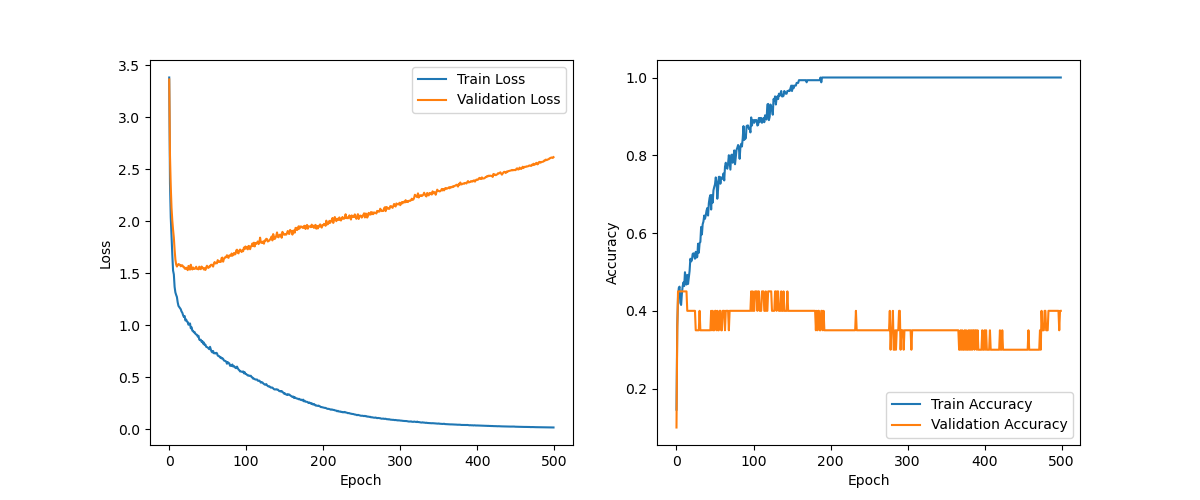 3.5
3.0
2.5
2.0
1.5
1.0
0.5
0.0
Loss
0 100 200 300 400 500
Epoch
Train Loss
Validation Loss
1.0
0.8
0.6
0.4
0.2
Accuracy
0 100 200 300 400 500
Epoch
Train Accuracy
Validation Accuracy